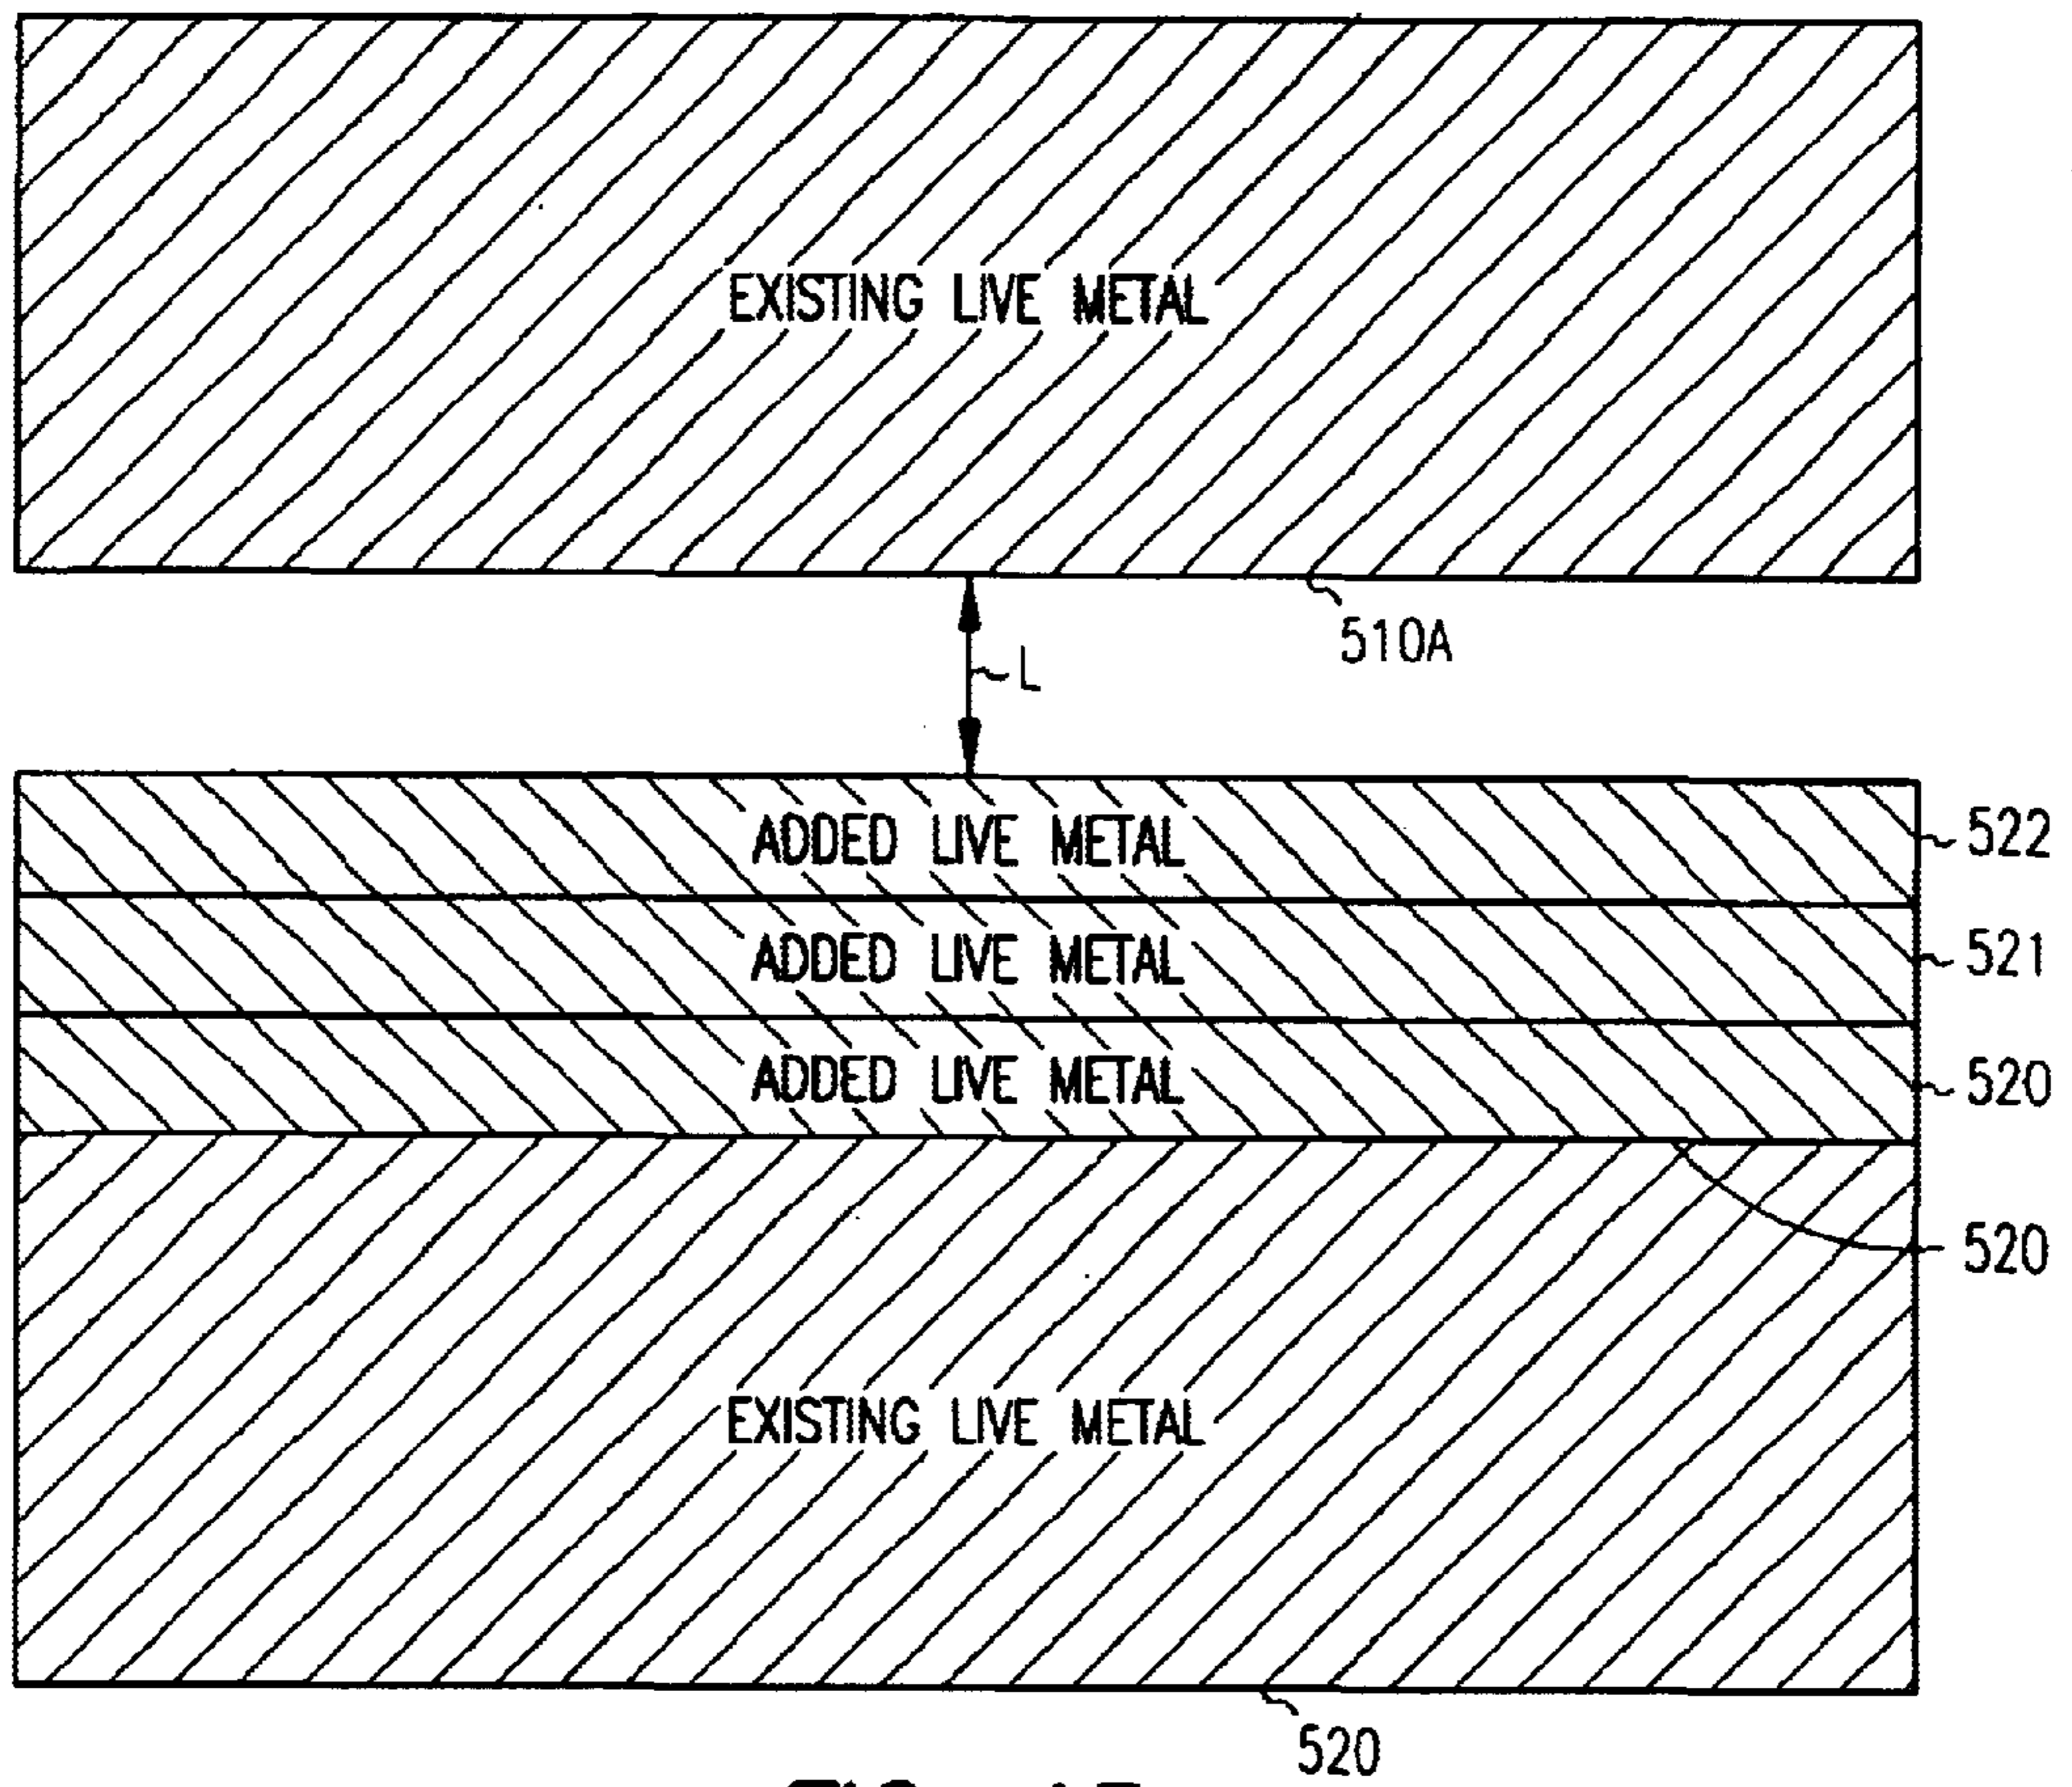 EXISTING LIVE METAL
510A
L
ADDED LIVE METAL
522
ADDED LIVE METAL
521
ADDED LIVE METAL
520
520
EXISTING LIVE METAL
520